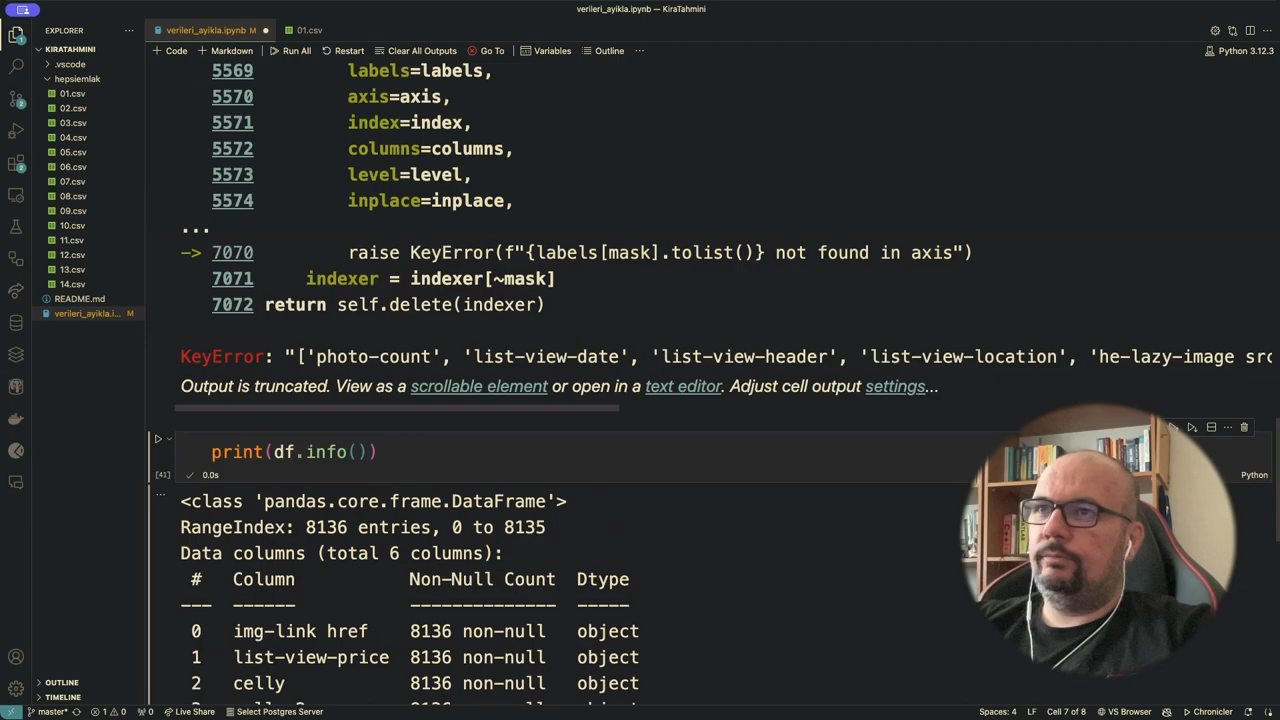 verileri_ayikla.ipynb — KiraTahmini
EXPLORER
verileri_ayikla.ipynb M
01.csv
KIRATAHMINI
+ Code + Markdown Run All Restart Clear All Outputs Go To Variables Outline ...
Python 3.12.3
.vscode
hepsiemlak
01.csv
02.csv
03.csv
04.csv
05.csv
06.csv
07.csv
08.csv
09.csv
10.csv
11.csv
12.csv
13.csv
14.csv
README.md
verileri_ayikla.i... M
OUTLINE
TIMELINE
5569 labels=labels,
5570 axis=axis,
5571 index=index,
5572 columns=columns,
5573 level=level,
5574 inplace=inplace,
...
-> 7070 raise KeyError(f"{labels[mask].tolist()} not found in axis")
7071 indexer = indexer[~mask]
7072 return self.delete(indexer)
KeyError: "['photo-count', 'list-view-date', 'list-view-header', 'list-view-location', 'he-lazy-image src
Output is truncated. View as a scrollable element or open in a text editor. Adjust cell output settings...
print(df.info())
[41] 0.0s
Python
<class 'pandas.core.frame.DataFrame'>
RangeIndex: 8136 entries, 0 to 8135
Data columns (total 6 columns):
# Column Non-Null Count Dtype
--- ------ -------------- -----
0 img-link href 8136 non-null object
1 list-view-price 8136 non-null object
2 celly 8136 non-null object
master* 1 0 0 Live Share Select Postgres Server
Spaces: 4 LF Cell 7 of 8 VS Browser Chronicler